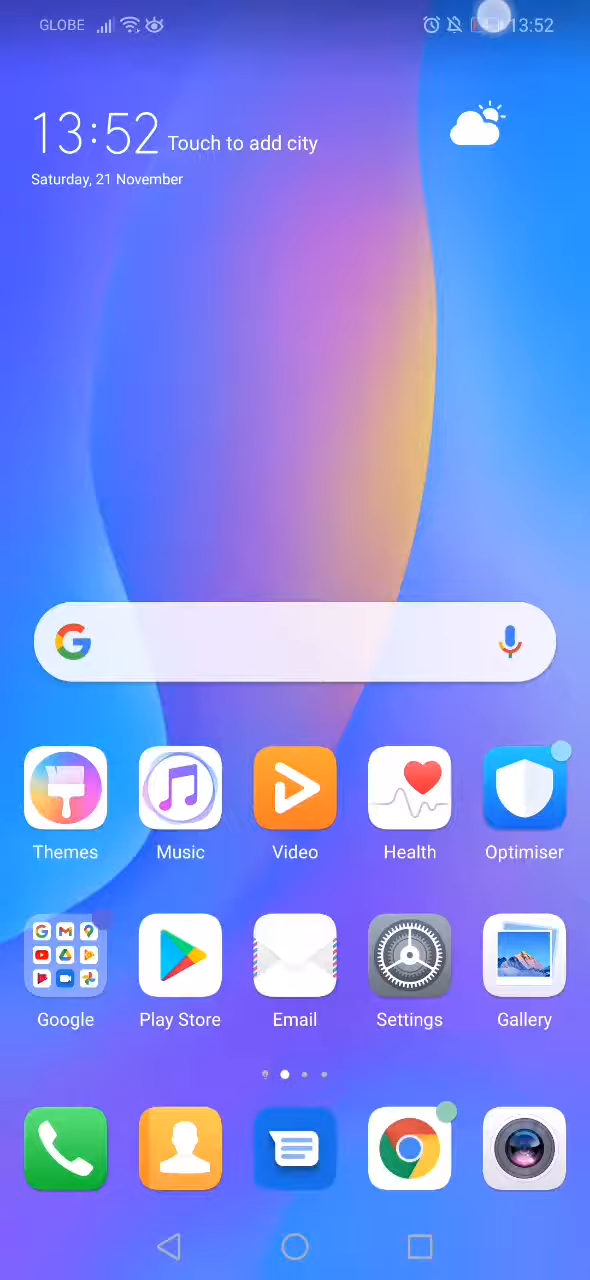 GLOBE
13:52
13:52 Touch to add city
Saturday, 21 November
Themes
Music
Video
Health
Optimiser
Google
Play Store
Email
Settings
Gallery